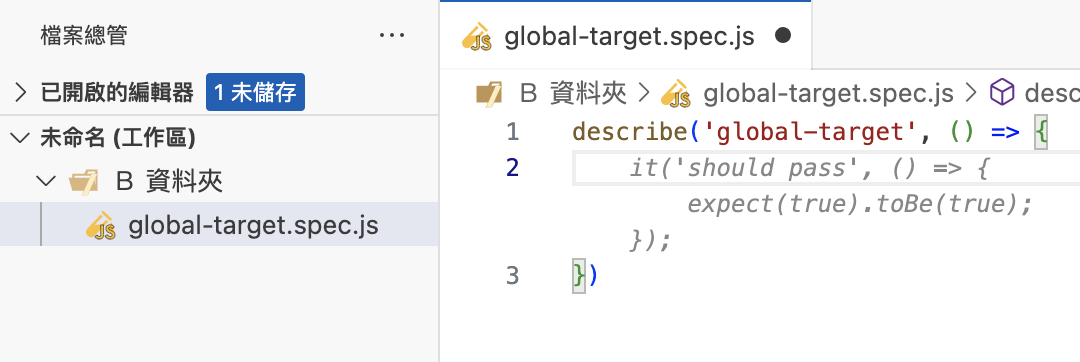 檔案總管 ...
已開啟的編輯器 1 未儲存
未命名 (工作區)
B 資料夾
global-target.spec.js
global-target.spec.js
B 資料夾 > global-target.spec.js > desc
1 describe('global-target', () => {
2 it('should pass', () => {
expect(true).toBe(true);
});
3 })